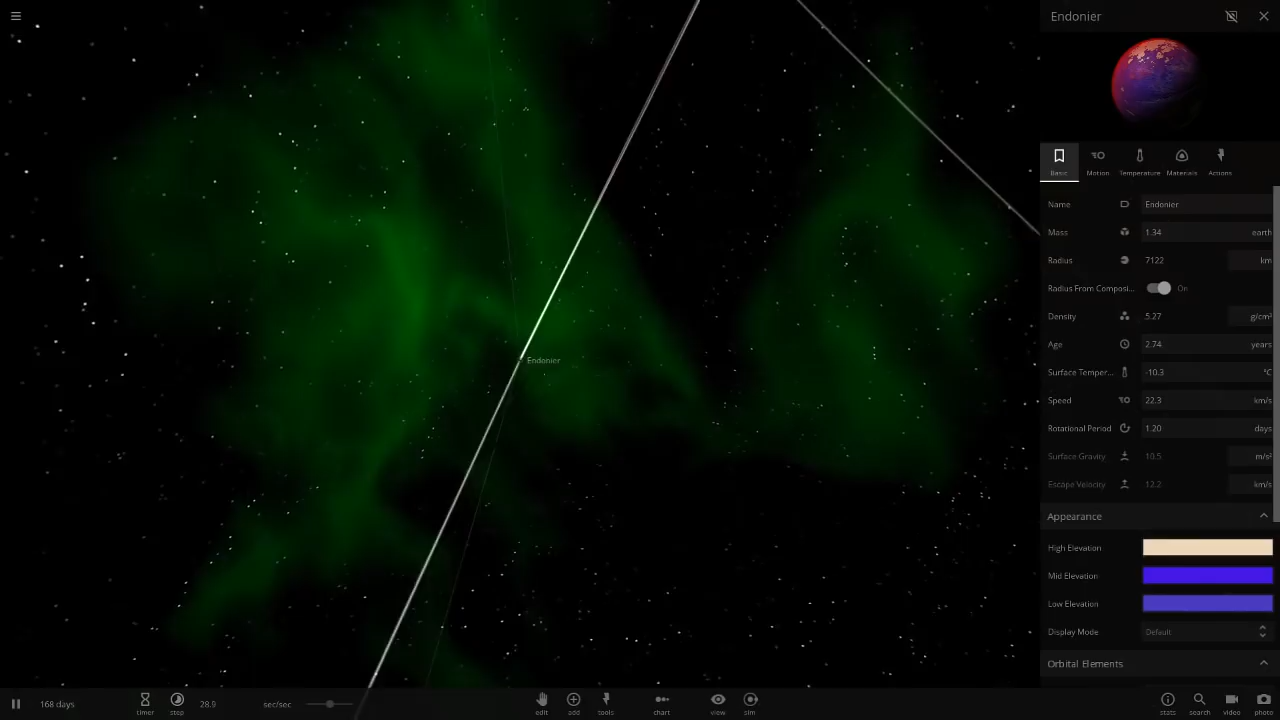 Endonier
Basic
Motion
Temperature
Materials
Actions
Name
Endonier
Mass
1.34
earth
Radius
7122
km
Radius From Composi...
On
Density
5.27
g/cm³
Age
2.74
years
Surface Temper...
-10.3
°C
Speed
22.3
km/s
Rotational Period
1.20
days
Surface Gravity
10.5
m/s²
Escape Velocity
12.2
km/s
Appearance
High Elevation
Mid Elevation
Low Elevation
Display Mode
Default
Orbital Elements
Endonier
168 days
timer
step
28.9
sec/sec
edit
add
tools
chart
view
sim
stats
search
video
photo